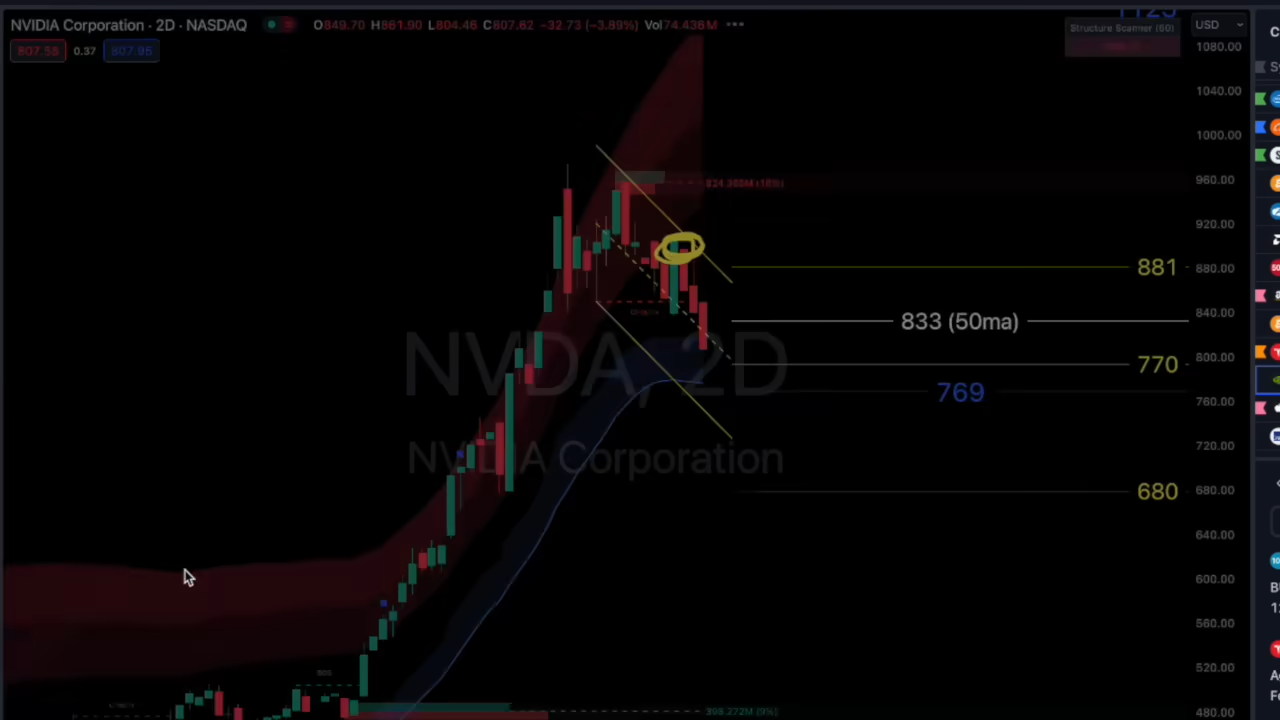 NVIDIA Corporation · 2D · NASDAQ O849.70 H861.90 L804.46 C807.62 −32.73 (−3.89%) Vol74.436M
807.58 0.37 807.95
Structure Scanner (60)
USD
1080.00
1040.00
1000.00
960.00
920.00
880.00
840.00
800.00
760.00
720.00
680.00
640.00
600.00
560.00
520.00
480.00
881
833 (50ma)
770
769
680
NVDA, 2D
NVIDIA Corporation